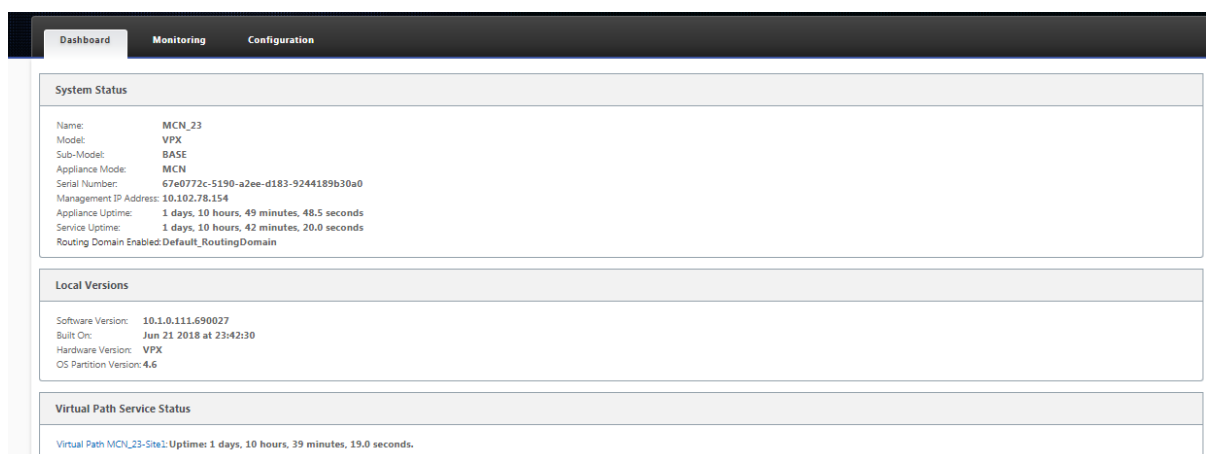 Dashboard Monitoring Configuration
System Status
Name: MCN_23
Model: VPX
Sub-Model: BASE
Appliance Mode: MCN
Serial Number: 67e0772c-5190-a2ee-d183-9244189b30a0
Management IP Address: 10.102.78.154
Appliance Uptime: 1 days, 10 hours, 49 minutes, 48.5 seconds
Service Uptime: 1 days, 10 hours, 42 minutes, 20.0 seconds
Routing Domain Enabled: Default_RoutingDomain
Local Versions
Software Version: 10.1.0.111.690027
Built On: Jun 21 2018 at 23:42:30
Hardware Version: VPX
OS Partition Version: 4.6
Virtual Path Service Status
Virtual Path MCN_23-Site1: Uptime: 1 days, 10 hours, 39 minutes, 19.0 seconds.